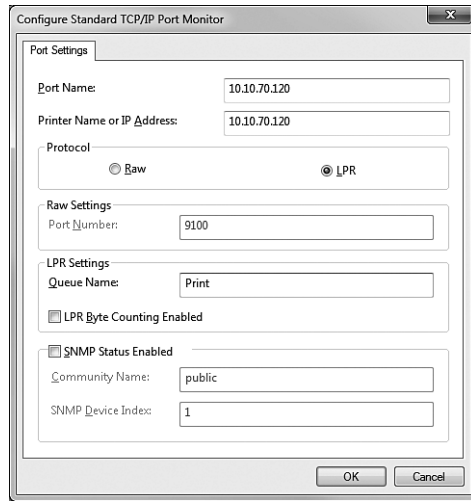 Configure Standard TCP/IP Port Monitor
Port Settings
Port Name: 10.10.70.120
Printer Name or IP Address: 10.10.70.120
Protocol
Raw LPR
Raw Settings
Port Number: 9100
LPR Settings
Queue Name: Print
LPR Byte Counting Enabled
SNMP Status Enabled
Community Name: public
SNMP Device Index: 1
OK Cancel